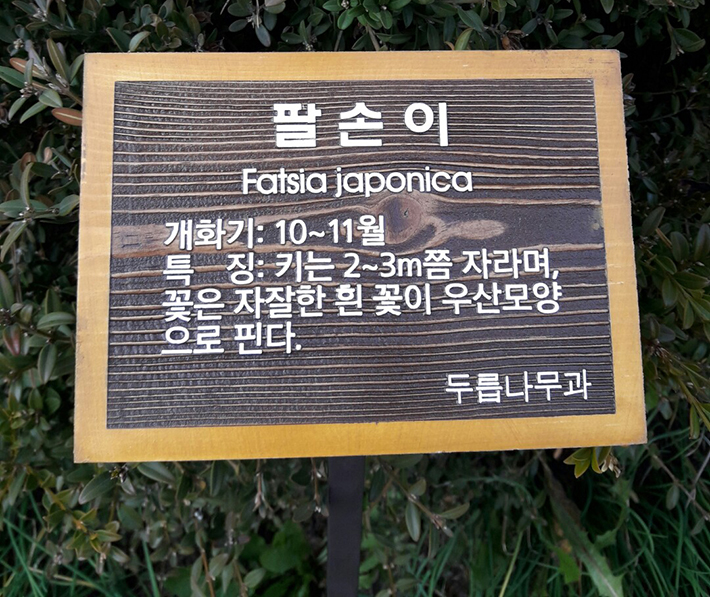 팔손이
Fatsia japonica
개화기: 10~11월
특 징: 키는 2~3m쯤 자라며,
꽃은 자잘한 흰 꽃이 우산모양
으로 핀다.
두릅나무과